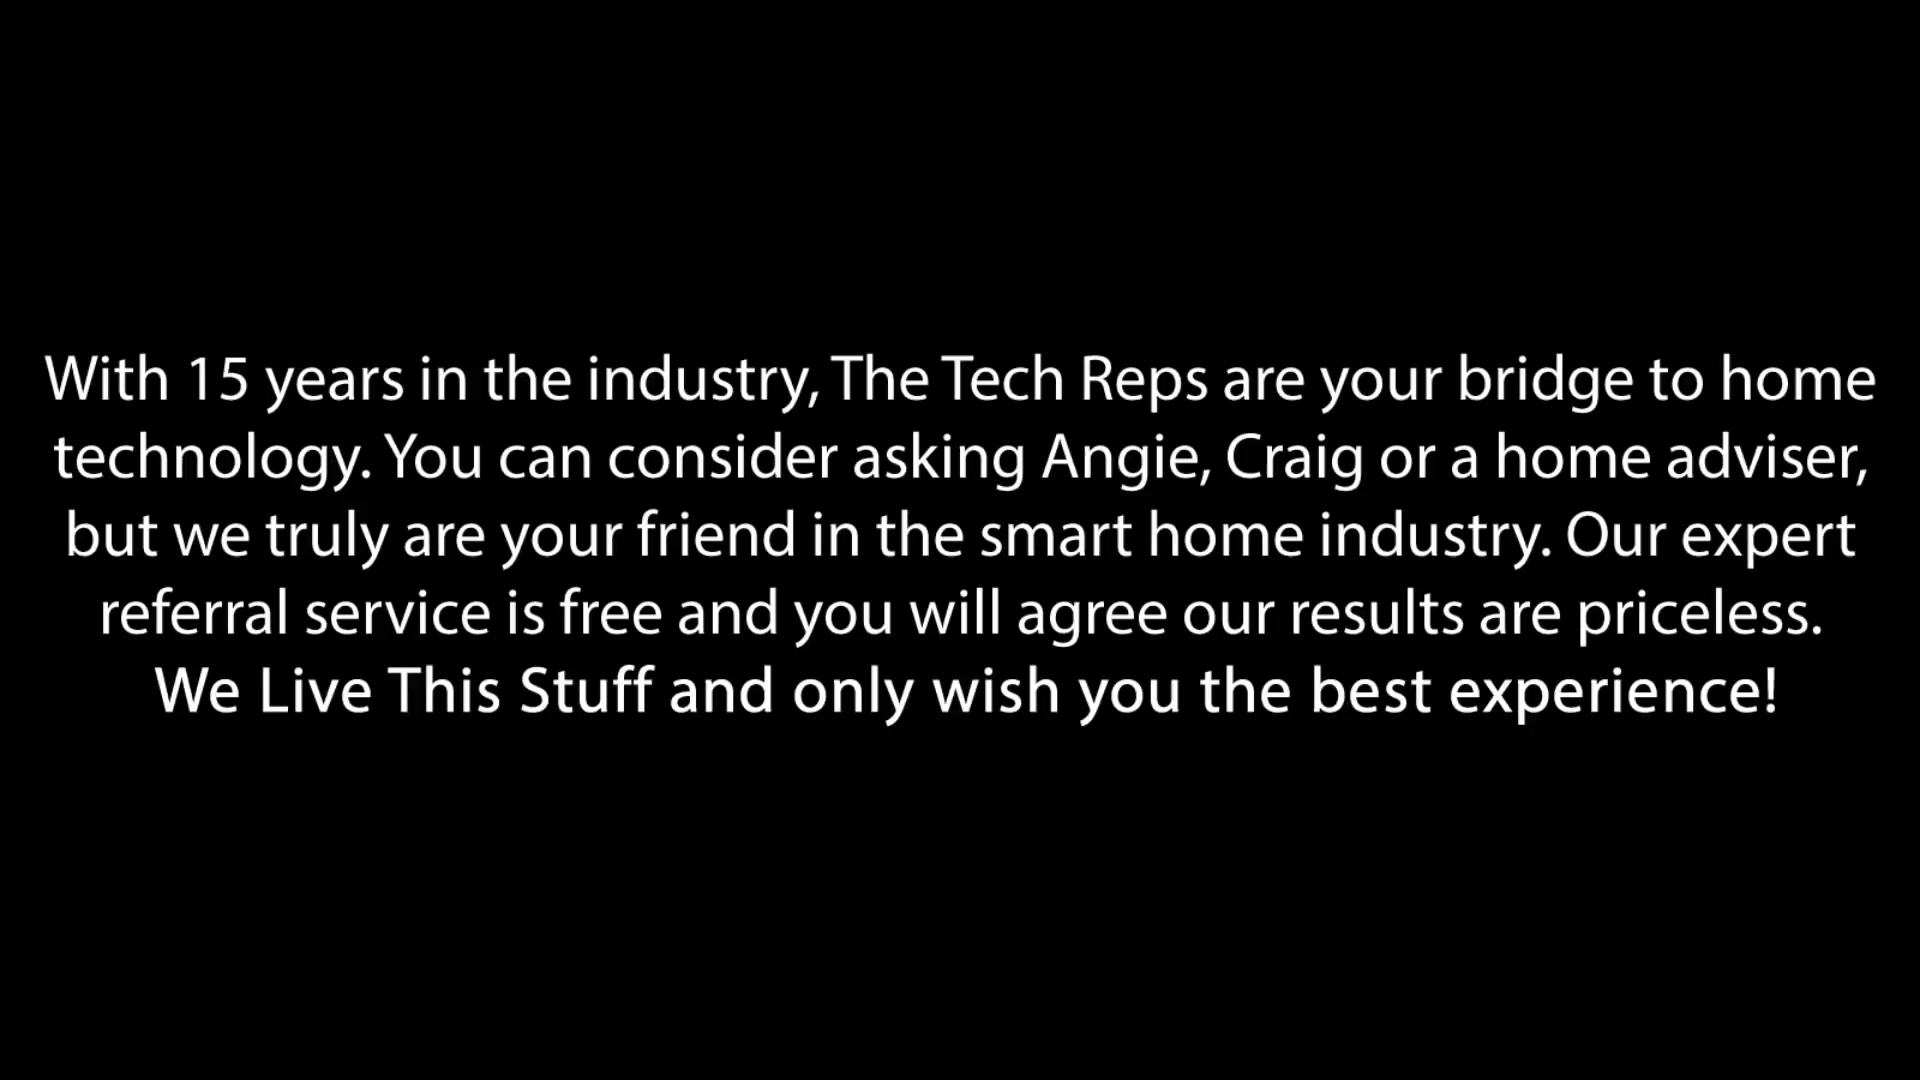 With 15 years in the industry, The Tech Reps are your bridge to home
technology. You can consider asking Angie, Craig or a home adviser,
but we truly are your friend in the smart home industry. Our expert
referral service is free and you will agree our results are priceless.
We Live This Stuff and only wish you the best experience!